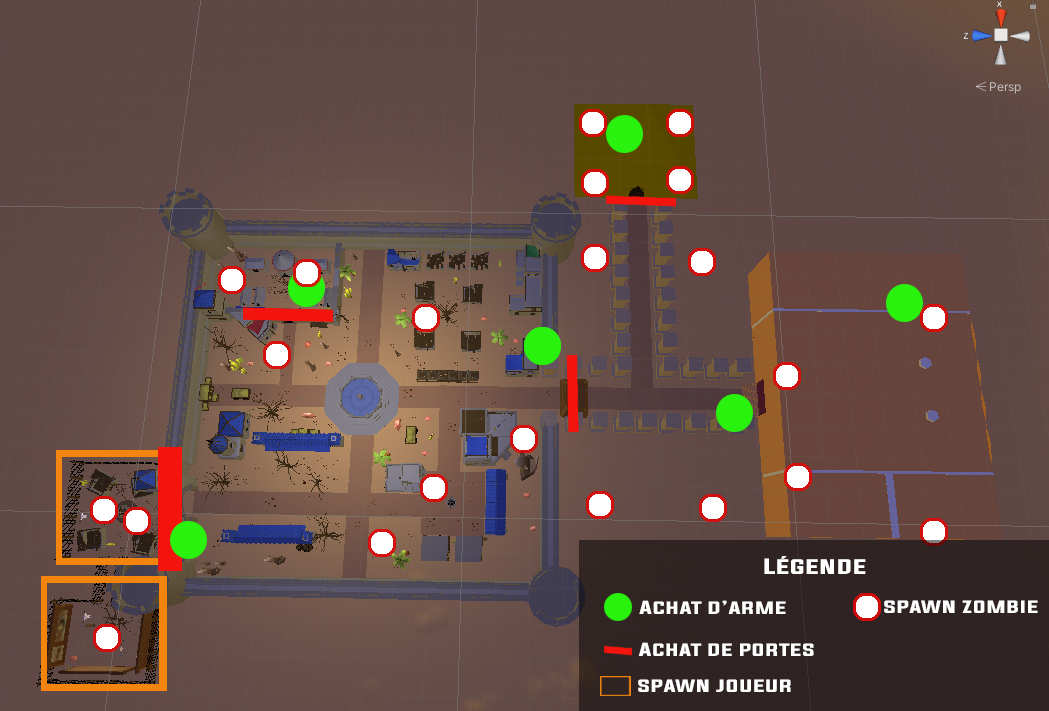 x
z
< Persp
LÉGENDE
ACHAT D'ARME
SPAWN ZOMBIE
ACHAT DE PORTES
SPAWN JOUEUR